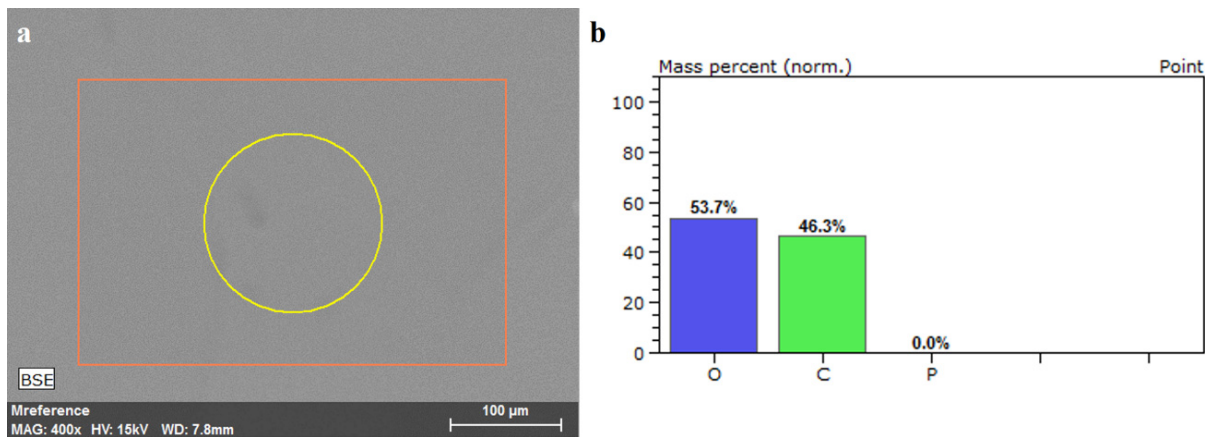 a
BSE
Mreference
MAG: 400x HV: 15kV WD: 7.8mm
100 µm
b
Mass percent (norm.) Point
100
80
60
40
20
0
53.7%
46.3%
0.0%
O C P